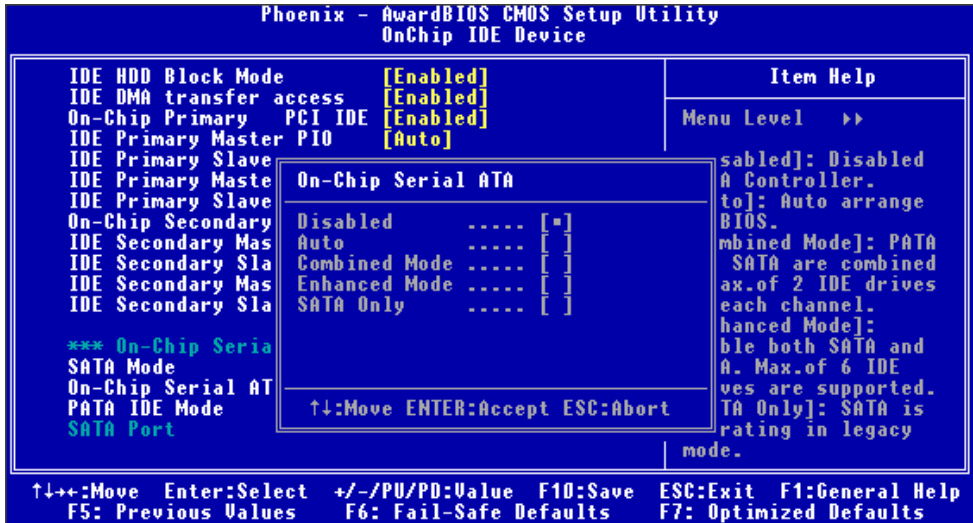 Phoenix - AwardBIOS CMOS Setup Utility
OnChip IDE Device
IDE HDD Block Mode [Enabled]
IDE DMA transfer access [Enabled]
On-Chip Primary PCI IDE [Enabled]
IDE Primary Master PIO [Auto]
IDE Primary Slave
IDE Primary Maste
IDE Primary Slave
On-Chip Secondary
IDE Secondary Mas
IDE Secondary Sla
IDE Secondary Mas
IDE Secondary Sla
*** On-Chip Seria
SATA Mode
On-Chip Serial AT
PATA IDE Mode
SATA Port
On-Chip Serial ATA
Disabled ..... [▪]
Auto ..... [ ]
Combined Mode ..... [ ]
Enhanced Mode ..... [ ]
SATA Only ..... [ ]
↑↓:Move ENTER:Accept ESC:Abort
Item Help
Menu Level ▸▸
sabled]: Disabled
A Controller.
to]: Auto arrange
BIOS.
mbined Mode]: PATA
SATA are combined
ax.of 2 IDE drives
each channel.
hanced Mode]:
ble both SATA and
A. Max.of 6 IDE
ves are supported.
TA Only]: SATA is
rating in legacy
mode.
↑↓→←:Move Enter:Select +/-/PU/PD:Value F10:Save ESC:Exit F1:General Help
F5: Previous Values F6: Fail-Safe Defaults F7: Optimized Defaults